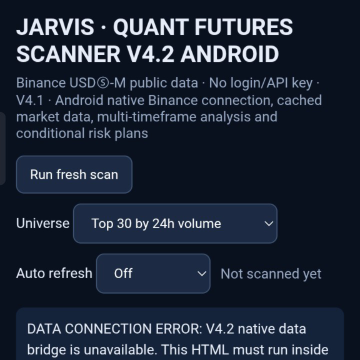 JARVIS · QUANT FUTURES
SCANNER V4.2 ANDROID
Binance USDⓈ-M public data · No login/API key ·
V4.1 · Android native Binance connection, cached
market data, multi-timeframe analysis and
conditional risk plans
Run fresh scan
Universe Top 30 by 24h volume
Auto refresh Off Not scanned yet
DATA CONNECTION ERROR: V4.2 native data
bridge is unavailable. This HTML must run inside